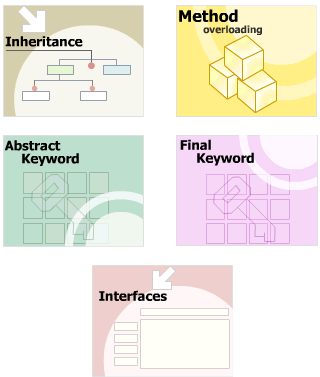 Inheritance
Method
overloading
Abstract
Keyword
Final
Keyword
Interfaces